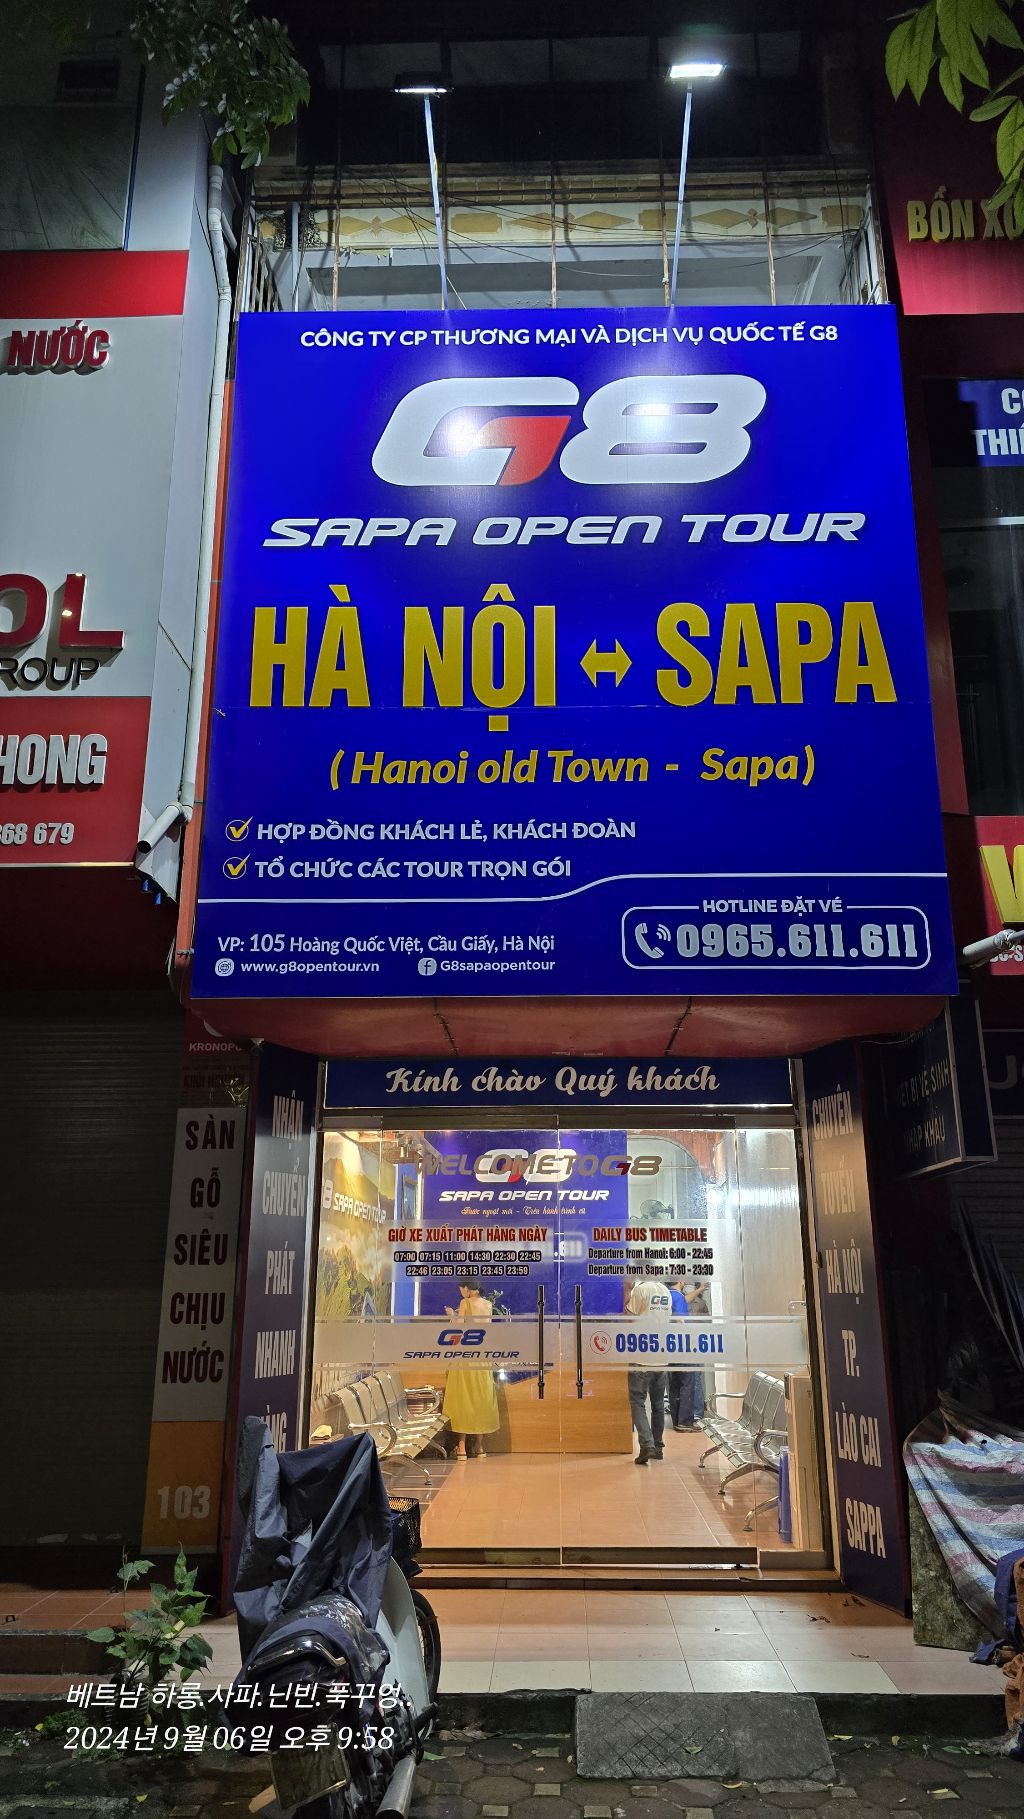 NƯỚC
OL
ROUP
HONG
368 679
BỒN
CÔNG TY CP THƯƠNG MẠI VÀ DỊCH VỤ QUỐC TẾ G8
G8
SAPA OPEN TOUR
HÀ NỘI ↔ SAPA
(Hanoi old Town - Sapa)
HỢP ĐỒNG KHÁCH LẺ, KHÁCH ĐOÀN
TỔ CHỨC CÁC TOUR TRỌN GÓI
HOTLINE ĐẶT VÉ
0965.611.611
VP: 105 Hoàng Quốc Việt, Cầu Giấy, Hà Nội
www.g8opentour.vn G8sapaopentour
Kính chào Quý khách
SÀN
GỖ
SIÊU
CHỊU
NƯỚC
103
NHẬN
CHUYỂN
PHÁT
NHANH
HÀNG
WELCOME TO G8
G8
SAPA OPEN TOUR
GIỜ XE XUẤT PHÁT HÀNG NGÀY
07:00 07:15 11:00 14:30 22:30 22:45
22:46 23:05 23:15 23:45 23:59
DAILY BUS TIMETABLE
Departure from Hanoi: 6:00 - 22:45
Departure from Sapa : 7:30 - 23:30
G8
SAPA OPEN TOUR
0965.611.611
CHUYÊN
TUYẾN
HÀ NỘI
TP.
LÀO CAI
SAPPA
베트남 하롱.사파.닌빈.푹꾸엉..
2024년 9월 06일 오후 9:58